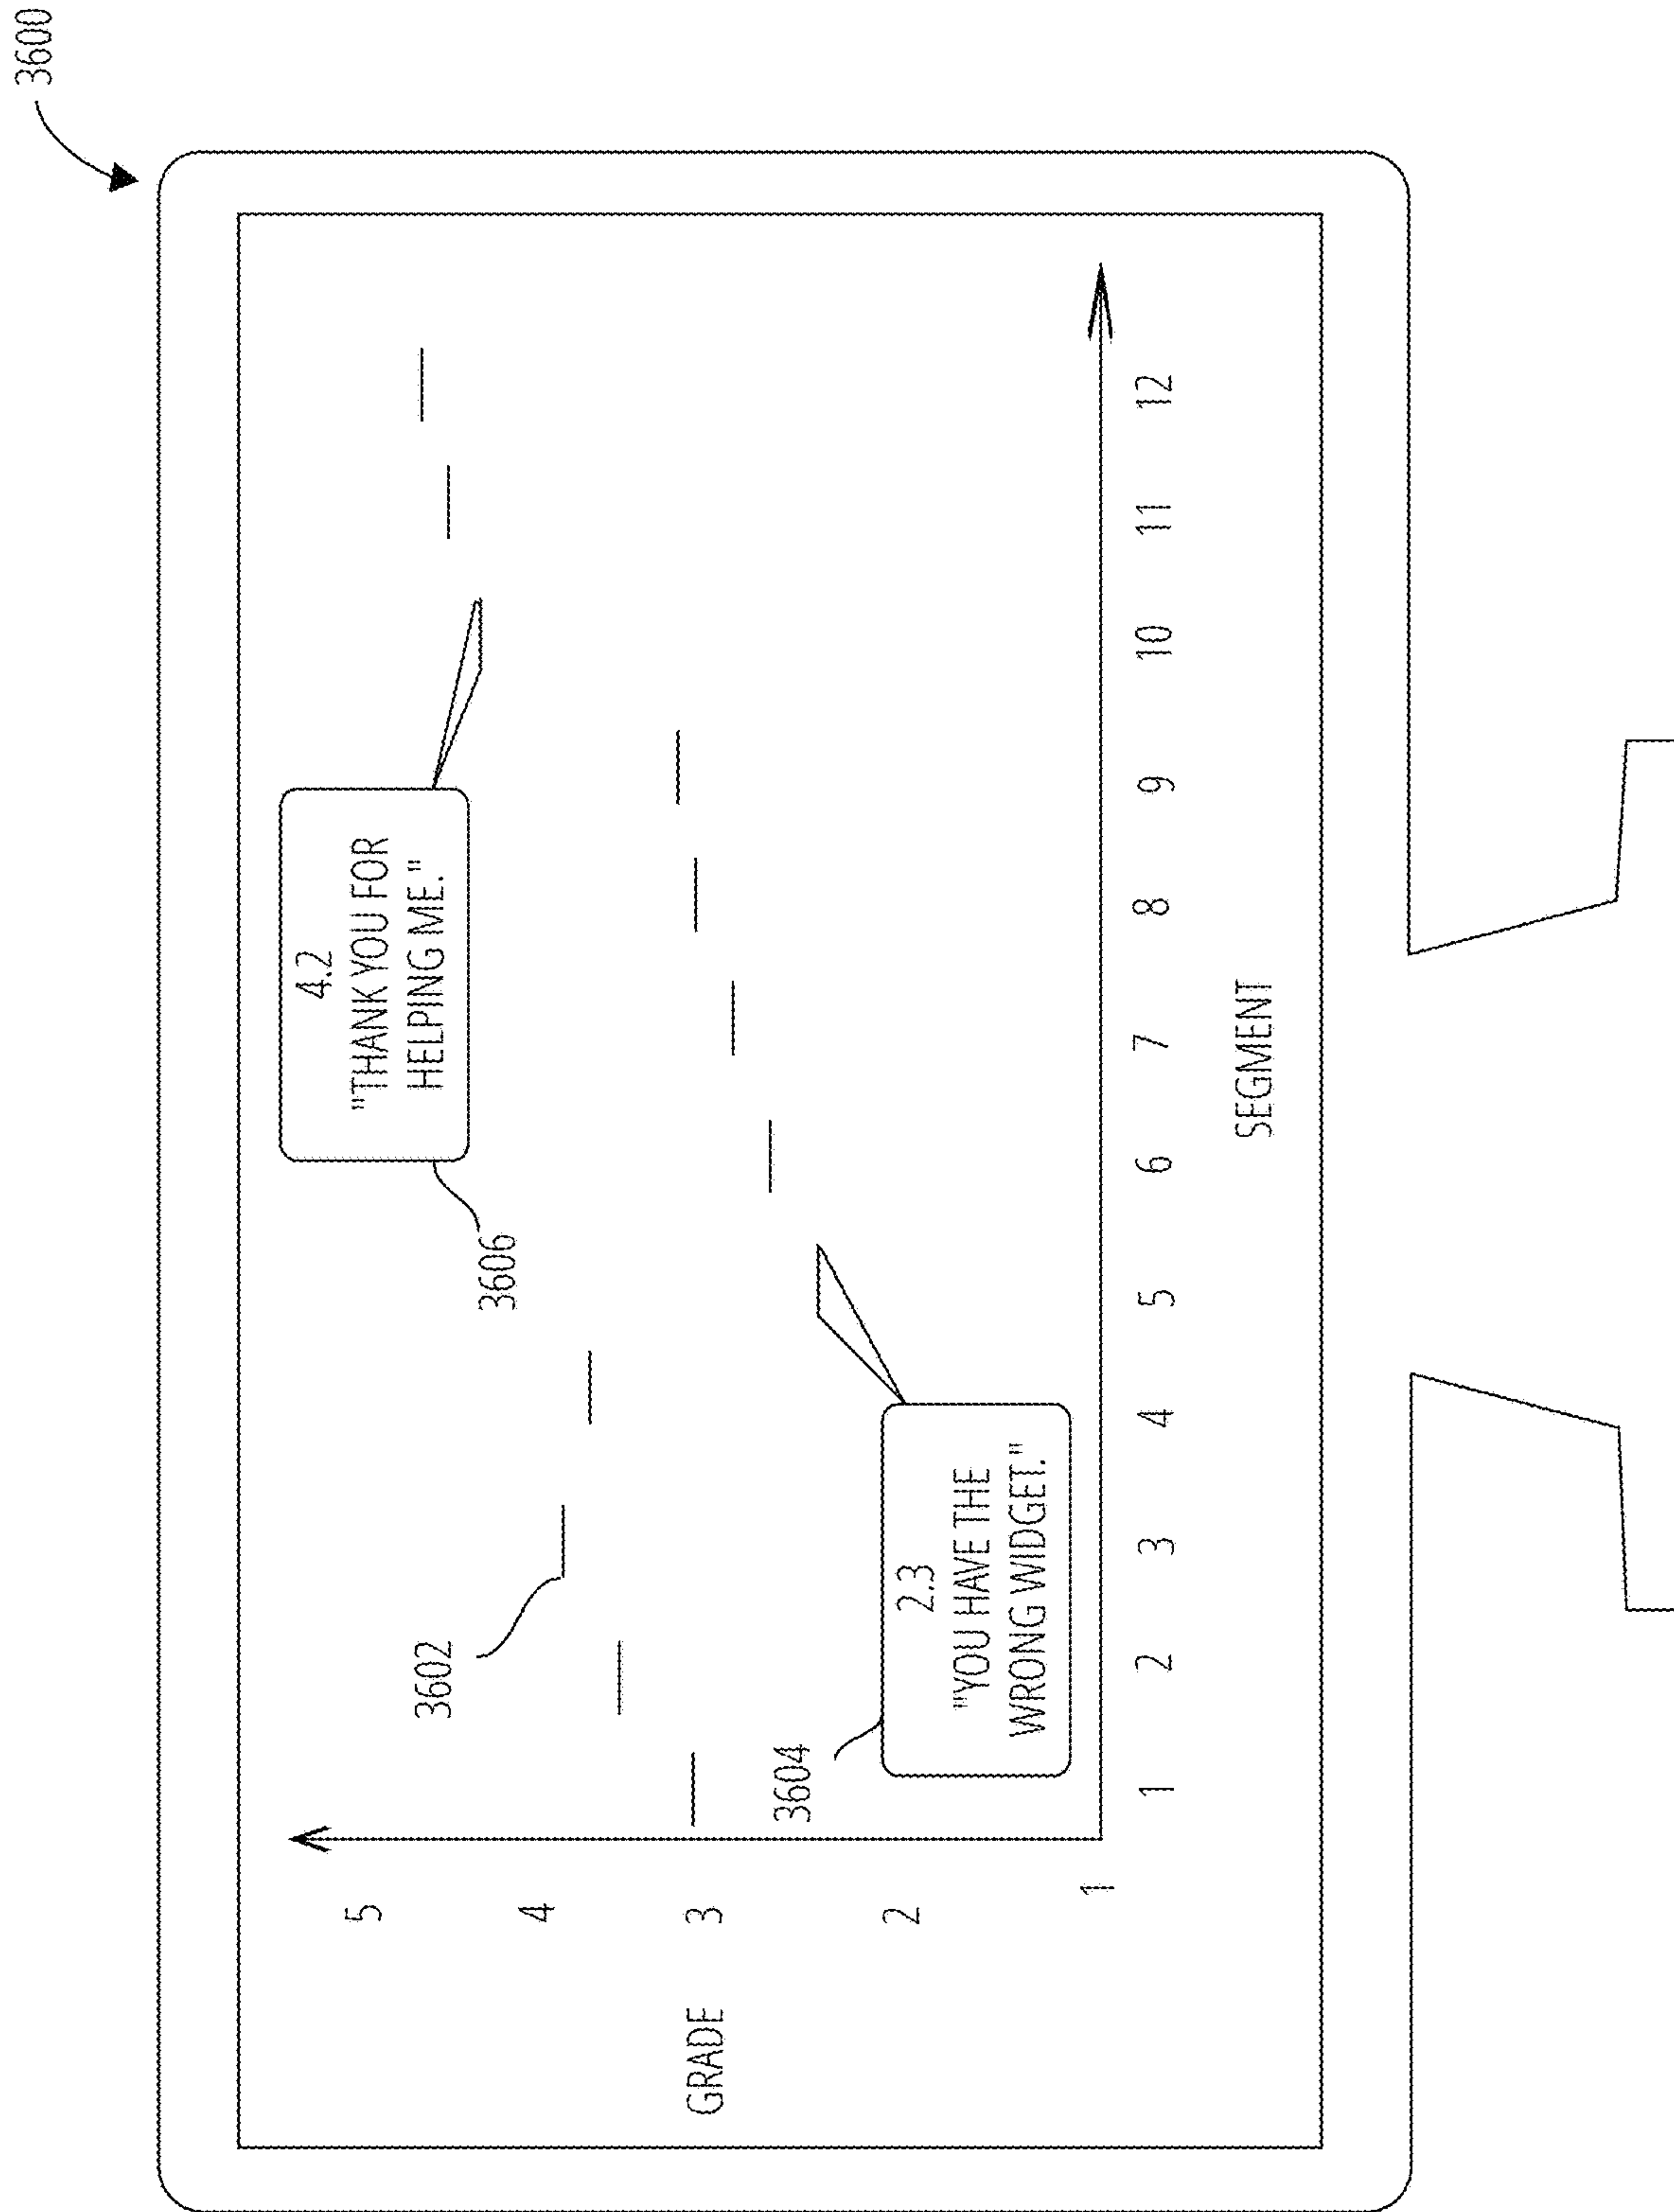 3600
4.2
"THANK YOU FOR
HELPING ME."
3606
3602
3604
2.3
"YOU HAVE THE
WRONG WIDGET."
GRADE
5
4
3
2
1
1 2 3 4 5 6 7 8 9 10 11 12
SEGMENT